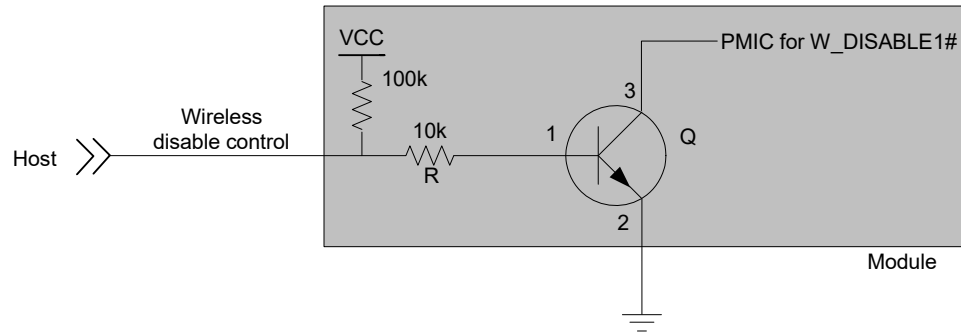 VCC
PMIC for W_DISABLE1#
100k
3
Wireless
disable control
10k
1
Q
Host
R
2
Module